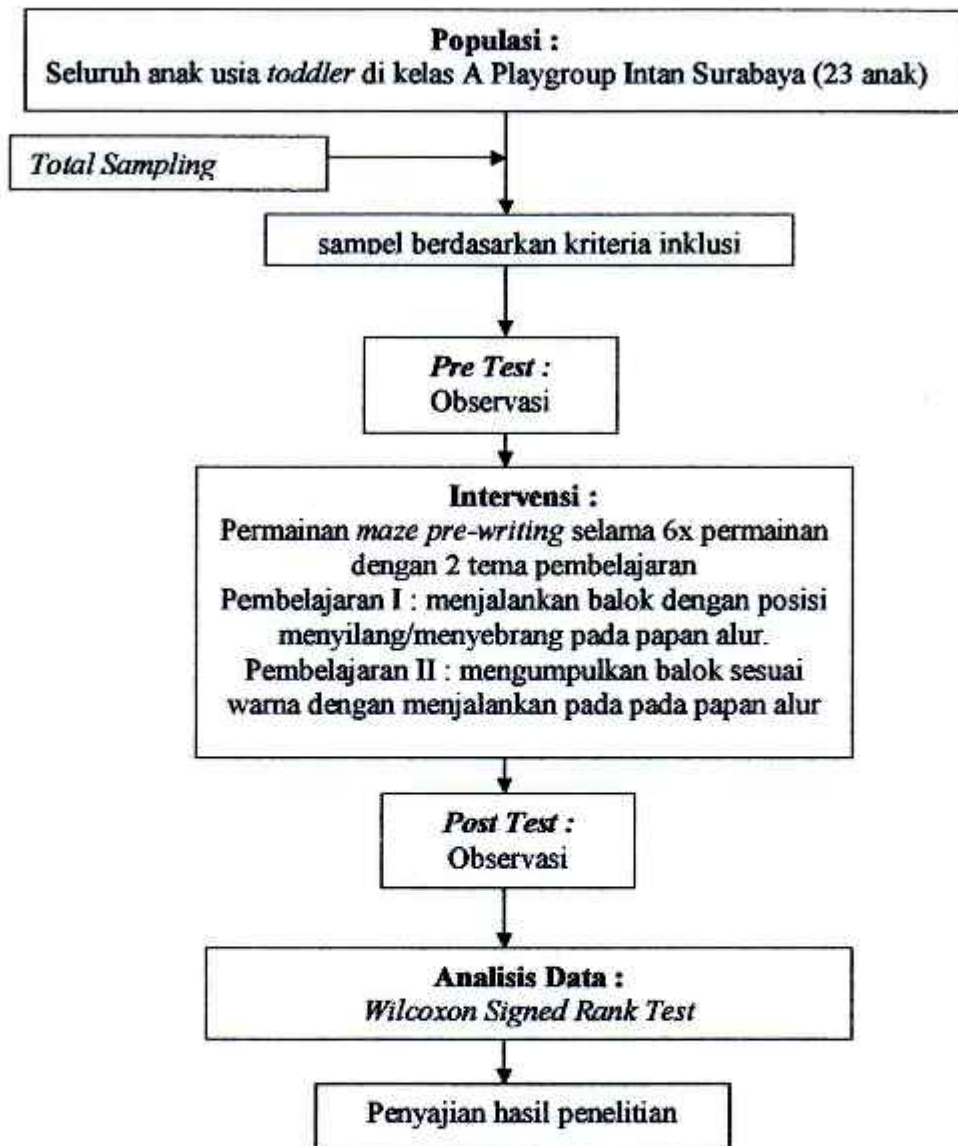 Populasi :
Seluruh anak usia toddler di kelas A Playgroup Intan Surabaya (23 anak)
Total Sampling
sampel berdasarkan kriteria inklusi
Pre Test :
Observasi
Intervensi :
Permainan maze pre-writing selama 6x permainan
dengan 2 tema pembelajaran
Pembelajaran I : menjalankan balok dengan posisi
menyilang/menyebrang pada papan alur.
Pembelajaran II : mengumpulkan balok sesuai
warna dengan menjalankan pada pada papan alur
Post Test :
Observasi
Analisis Data :
Wilcoxon Signed Rank Test
Penyajian hasil penelitian